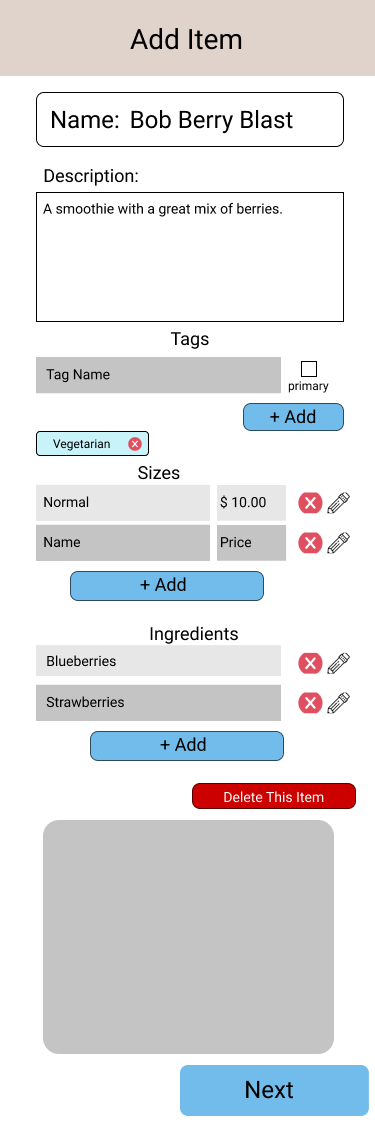 Add Item
Name: Bob Berry Blast
Description:
A smoothie with a great mix of berries.
Tags
Tag Name
primary
+ Add
Vegetarian
Sizes
Normal $ 10.00
Name Price
+ Add
Ingredients
Blueberries
Strawberries
+ Add
Delete This Item
Next